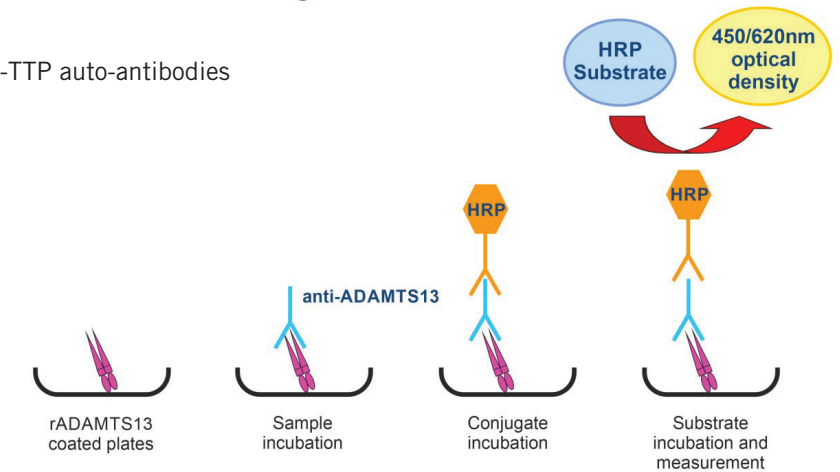 -TTP auto-antibodies
HRP
Substrate
450/620nm
optical
density
HRP
HRP
anti-ADAMTS13
rADAMTS13
coated plates
Sample
incubation
Conjugate
incubation
Substrate
incubation and
measurement